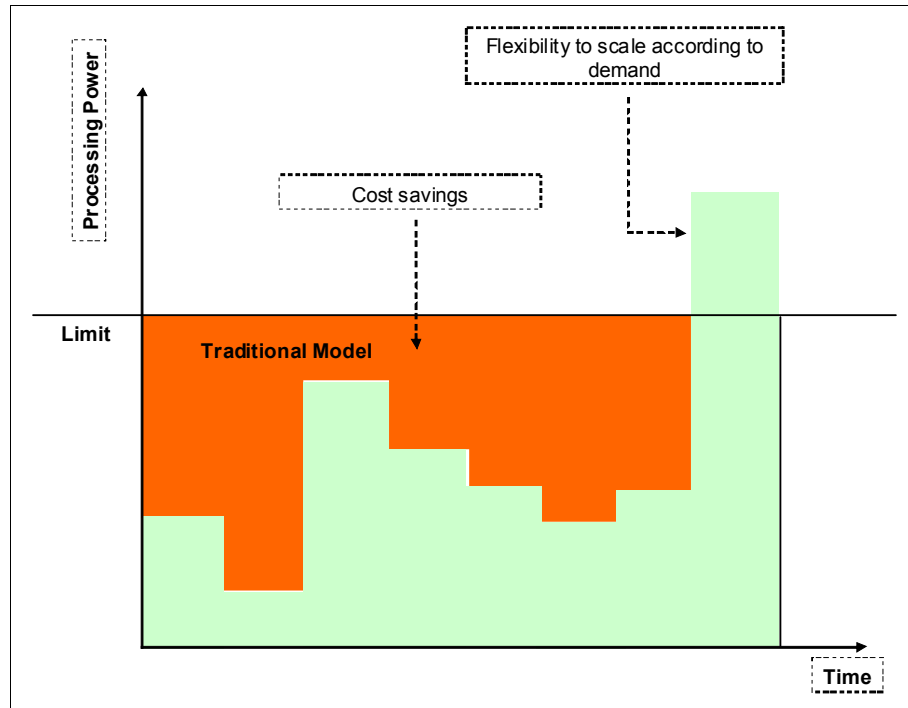 Flexibility to scale according to
demand
Processing Power
Cost savings
Limit
Traditional Model
Time